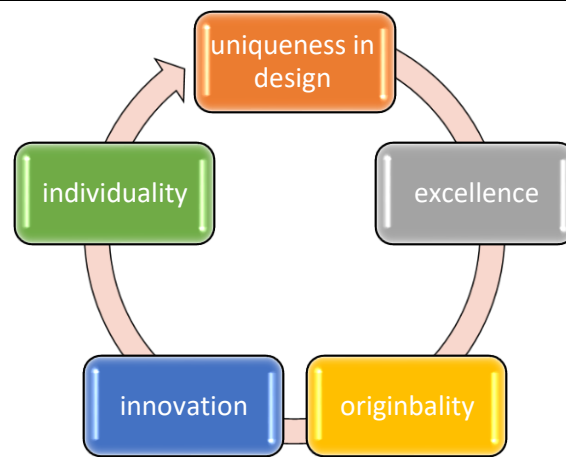 uniqueness in
design
excellence
originbality
innovation
individuality